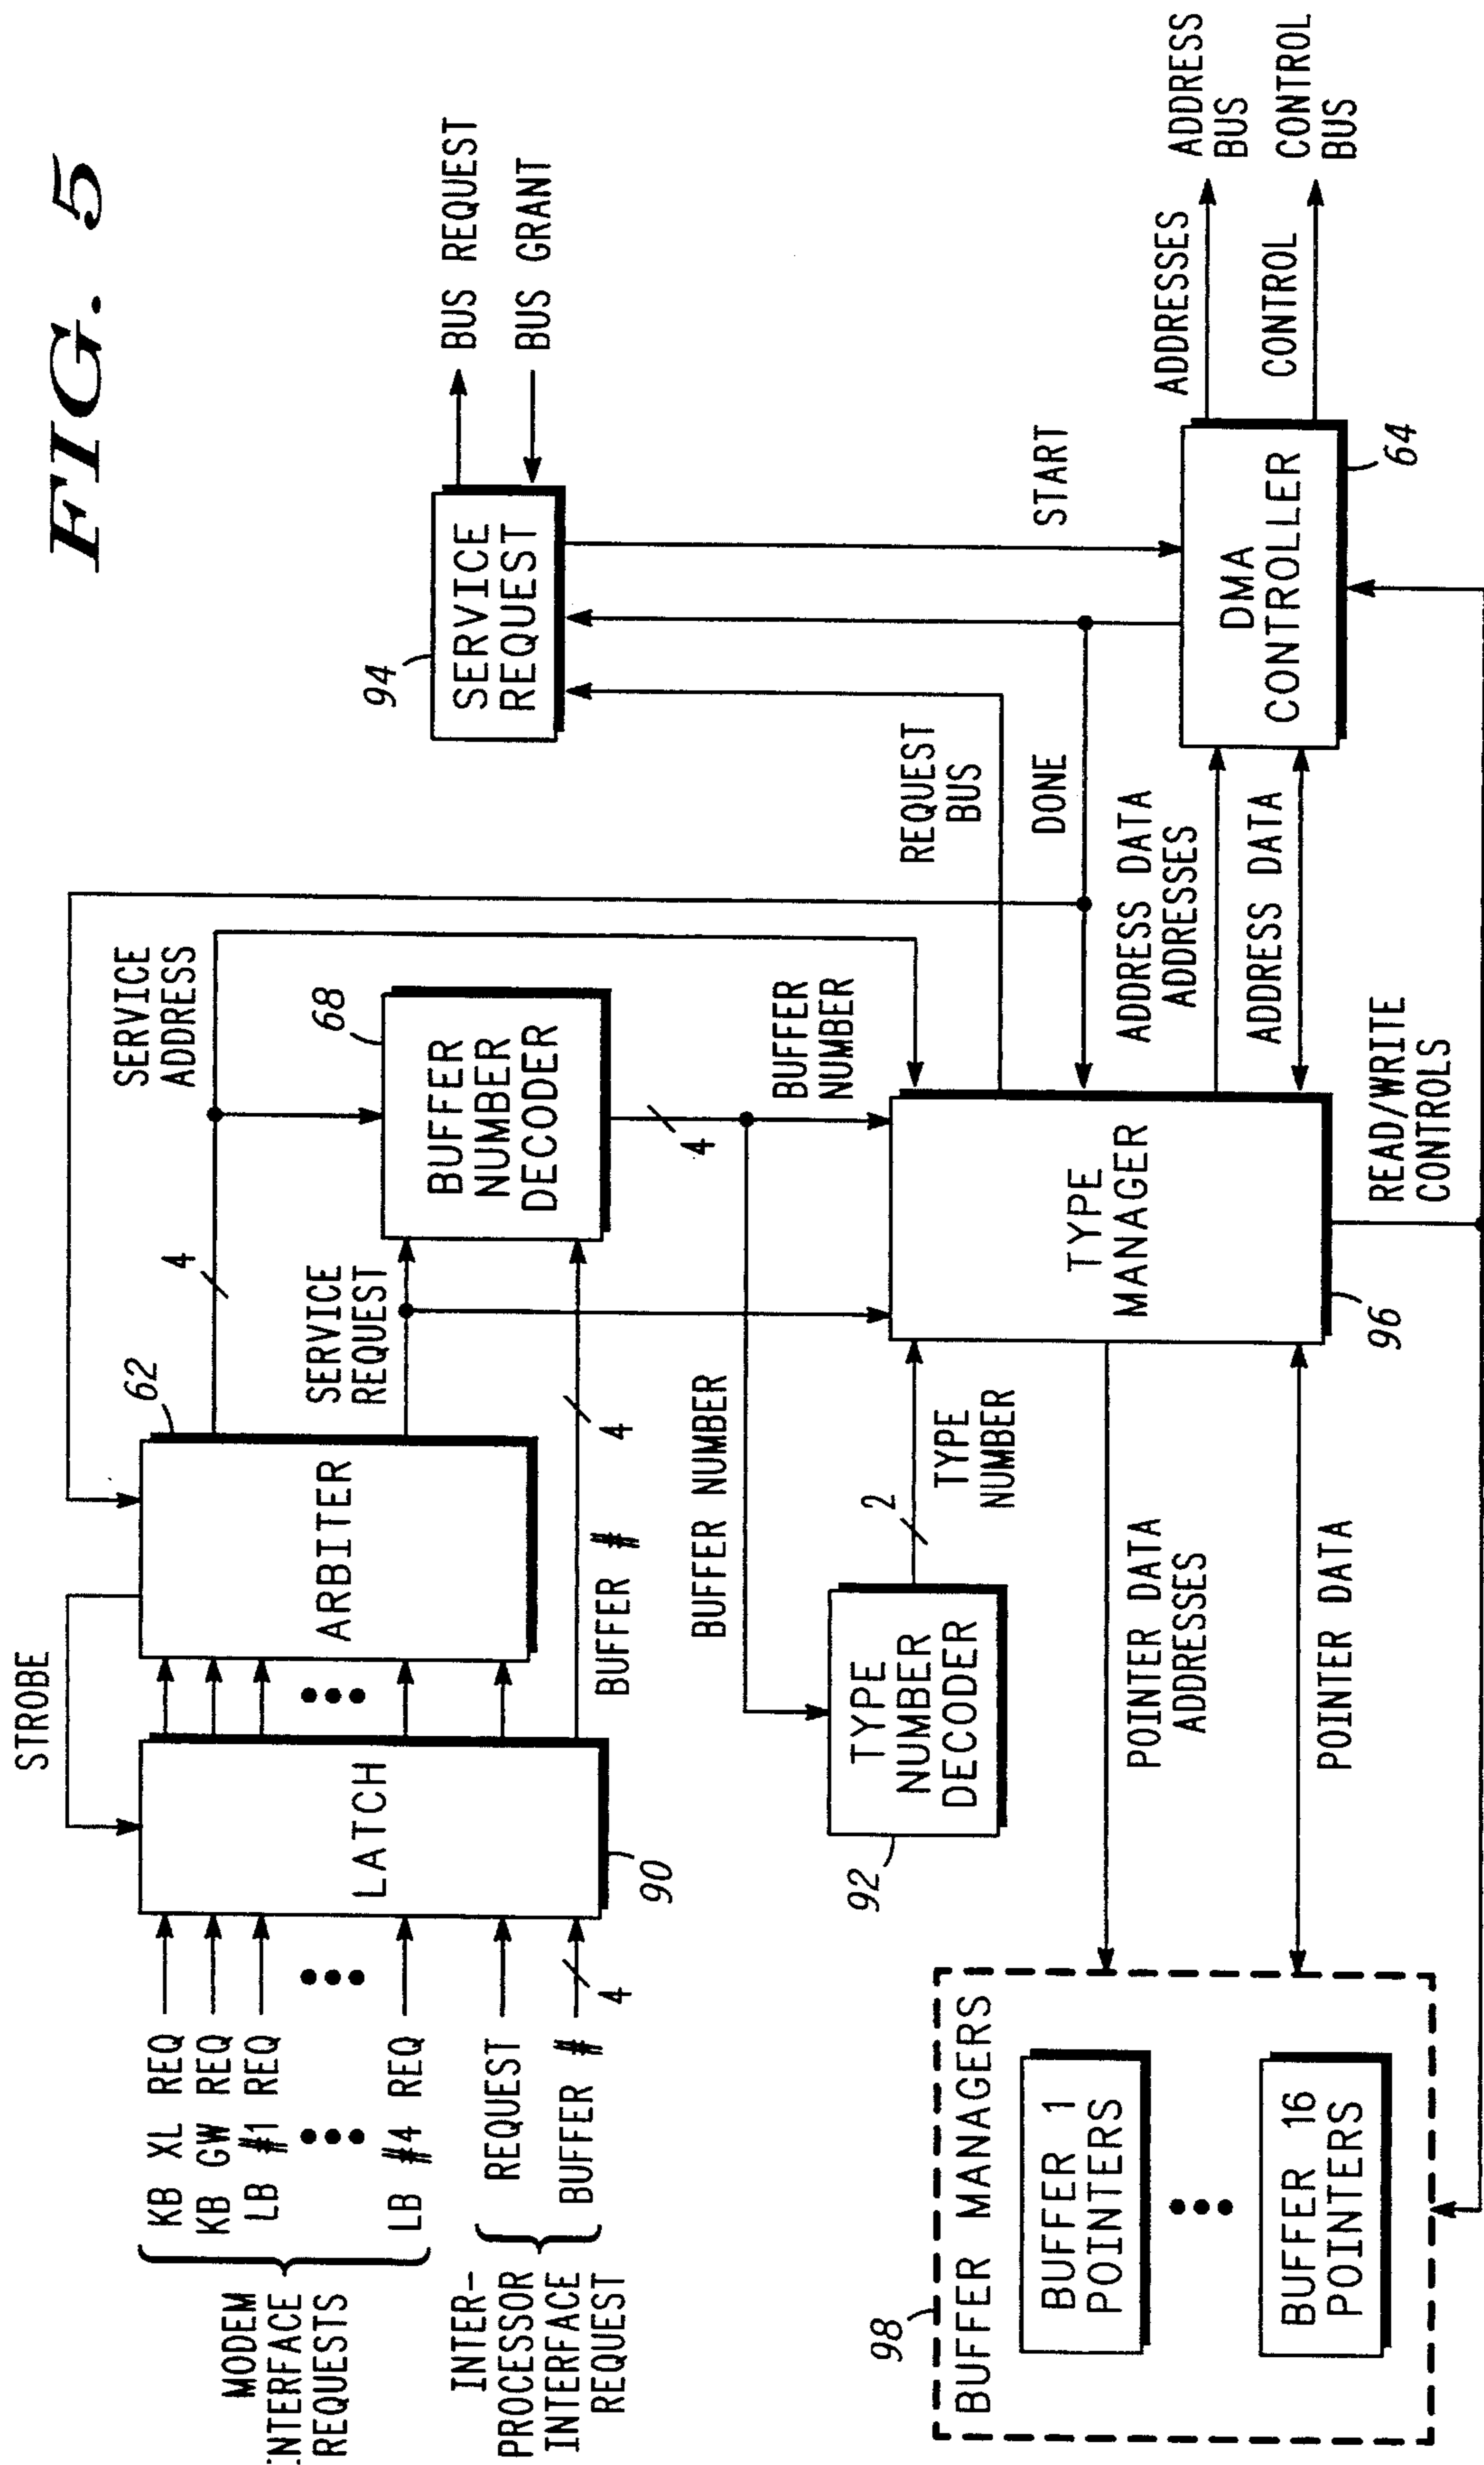 FIG. 5
STROBE
SERVICE
ADDRESS
KB XL REQ
KB GW REQ
LB #1 REQ
LB #4 REQ
MODEM
INTERFACE
REQUESTS
REQUEST
BUFFER #
4
INTER-
PROCESSOR
INTERFACE
REQUEST
LATCH
90
ARBITER
62
4
SERVICE
REQUEST
BUFFER #
4
BUFFER
NUMBER
DECODER
68
4
BUFFER
NUMBER
BUFFER NUMBER
SERVICE
REQUEST
94
BUS REQUEST
BUS GRANT
TYPE
NUMBER
DECODER
92
2
TYPE
NUMBER
TYPE
MANAGER
96
REQUEST
BUS
DONE
START
ADDRESS DATA
ADDRESSES
ADDRESS DATA
READ/WRITE
CONTROLS
DMA
CONTROLLER
64
ADDRESSES
ADDRESS
BUS
CONTROL
CONTROL
BUS
POINTER DATA
ADDRESSES
POINTER DATA
98
BUFFER MANAGERS
BUFFER 1
POINTERS
BUFFER 16
POINTERS